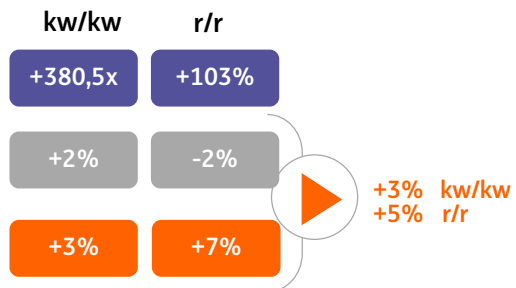 kw/kw r/r
+380,5x +103%
+2% -2%
+3% kw/kw
+5% r/r
+3% +7%